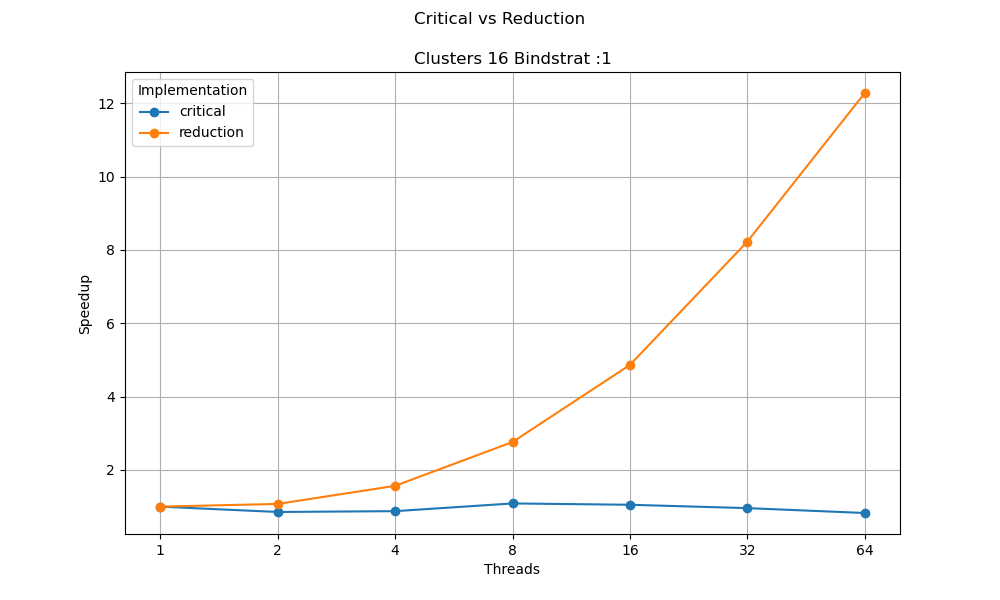 Critical vs Reduction
Clusters 16 Bindstrat :1
Implementation
critical
reduction
Speedup
12
10
8
6
4
2
1 2 4 8 16 32 64
Threads